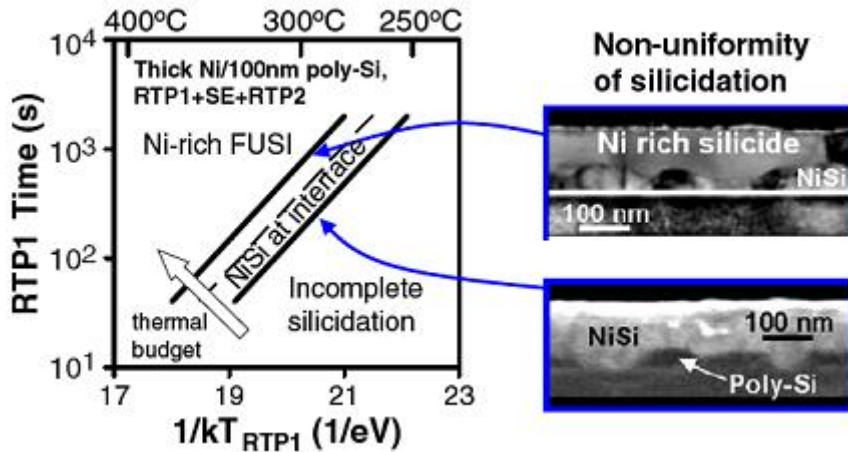 400ºC
300ºC
250ºC
10⁴
10³
10²
10¹
RTP1 Time (s)
Thick Ni/100nm poly-Si,
RTP1+SE+RTP2
Ni-rich FUSI
NiSi at interface
Incomplete
silicidation
thermal
budget
17
19
21
23
1/kT_RTP1 (1/eV)
Non-uniformity
of silicidation
Ni rich silicide
NiSi
100 nm
NiSi
100 nm
Poly-Si